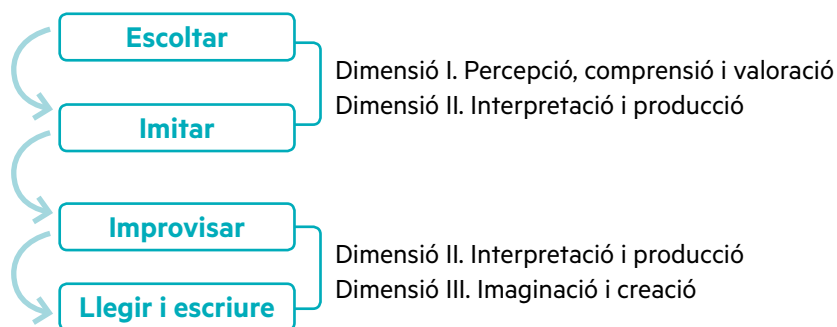 Escoltar
Dimensió I. Percepció, comprensió i valoració
Dimensió II. Interpretació i producció
Imitar
Improvisar
Dimensió II. Interpretació i producció
Dimensió III. Imaginació i creació
Llegir i escriure